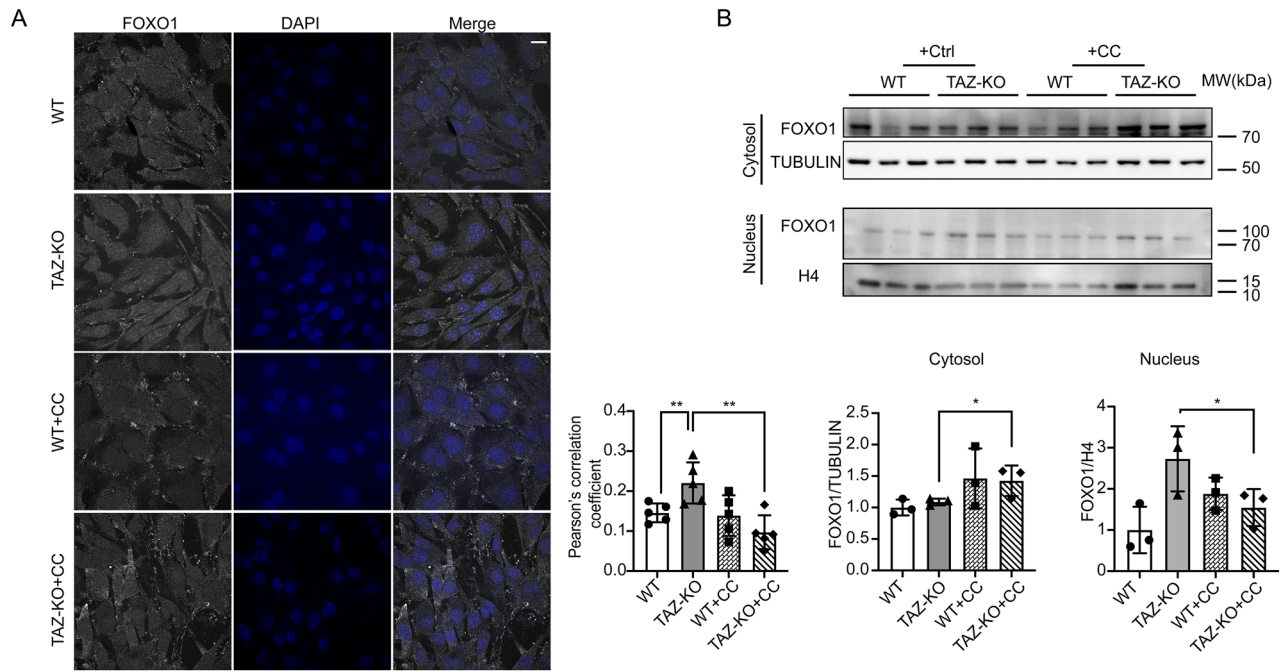 A
FOXO1 DAPI Merge
WT
TAZ-KO
WT+CC
TAZ-KO+CC
Pearson's correlation
coefficient
0.4
0.3
0.2
0.1
0.0
** **
WT TAZ-KO WT+CC TAZ-KO+CC
B
+Ctrl +CC
WT TAZ-KO WT TAZ-KO MW(kDa)
Cytosol
FOXO1 70
TUBULIN 50
Nucleus
FOXO1 100
70
H4 15
10
Cytosol
FOXO1/TUBULIN
2.5
2.0
1.5
1.0
0.5
0.0
*
WT TAZ-KO WT+CC TAZ-KO+CC
Nucleus
FOXO1/H4
4
3
2
1
0
*
WT TAZ-KO WT+CC TAZ-KO+CC